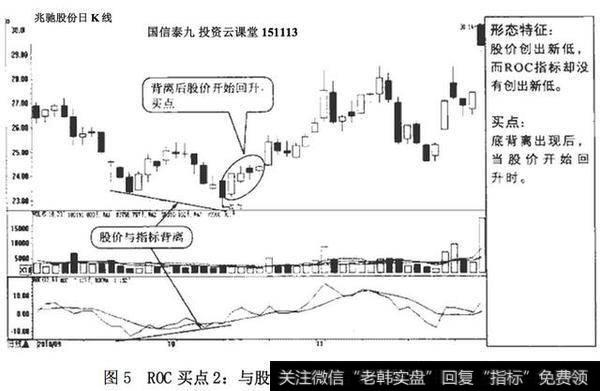 兆驰股份日K线
国信泰九 投资云课堂 151113
30.0
30.14
29.00
27.00
26.00
25.00
24.00
23.00
背离后股价开始回升,
买点
股价与指标背离
15000
10000
5000
10.00
0.00
-10.00
2010/09
10
11
形态特征:
股价创出新低,
而ROC指标却没
有创出新低。
买点:
底背离出现后,
当股价开始回
升时。
图 5 ROC 买点 2: 与股
关注微信"老韩实盘"回复"指标"免费领